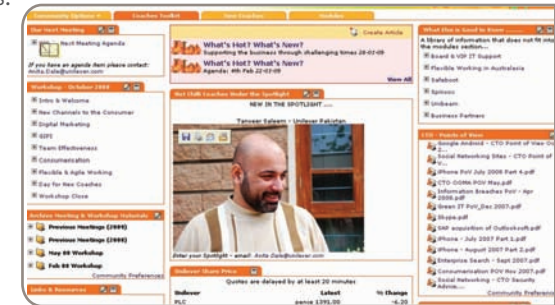 Community Options
Coaches Toolkit
New Coaches
Modules
Our Next Meeting
Next Meeting Agenda
If you have an agenda item please contact:
Anita.Dale@unilever.com
Workshop - October 2008
Intro & Welcome
New Channels to the Consumer
Digital Marketing
GIFI
Team Effectiveness
Consumerisation
Flexible & Agile Working
Day for New Coaches
Workshop Close
Archive Meeting & Workshop Materials
Previous Meetings (2009)
Previous Meetings (2008)
May 08 Workshop
Feb 08 Workshop
Community Preferences
Links & Resources
Create Article
Hot
What's Hot? What's New?
Supporting the business through challenging times 26-03-09
Hot
What's Hot? What's New?
Agenda: 4th Feb 22-01-09
View All
Hot Chilli Coaches Under the Spotlight
NEW IN THE SPOTLIGHT ....
Tanveer Saleem - Unilever Pakistan
Enter your Spotlight - email: Anita.Dale@unilever.com
Unilever Share Price
Quotes are delayed by at least 20 minutes
Unilever Latest % Change
PLC pence 1391.00 -6.20
What Else is Good to Know ......
A library of information that does not fit into
the modules section...
Board & VIP IT Support
Flexible Working in Australasia
Safeboot
Spinoza
Unibeam
Business Partners
CTO - Points of View
Google Android - CTO Point of View
Social Networking Sites - CTO Point of
V...
iPhone PoV July 2008 Part 4.pdf
CTO-OOMA POV May.pdf
Information Breaches PoV - Apr
2008.pdf
Green IT PoV_Dec 2007.pdf
Skype.pdf
SAP acquisition of Outlooksoft.pdf
iPhone - July 2007 Part 1.pdf
iPhone - August 2007 Part 2.pdf
Enterprise Search - Sept 2007.pdf
Consumerisation POV Nov 2007.pdf
Social Networking - CTO Security
Advice...
Community Preferences